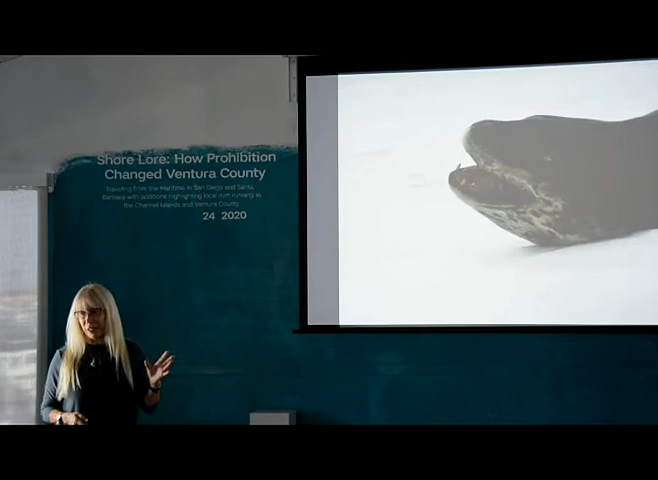 Shore Lore: How Prohibition
Changed Ventura County
Traveling from the Maritime in San Diego and Santa
Barbara with additions highlighting local rum running in
the Channel Islands and Ventura County.
24 2020